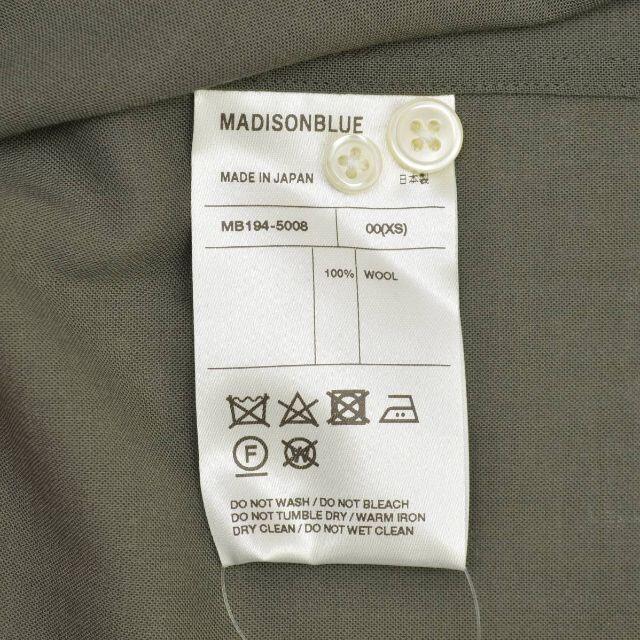 MADISONBLUE
MADE IN JAPAN 日本製
MB194-5008 00(XS)
100% WOOL
F W
DO NOT WASH / DO NOT BLEACH
DO NOT TUMBLE DRY / WARM IRON
DRY CLEAN / DO NOT WET CLEAN